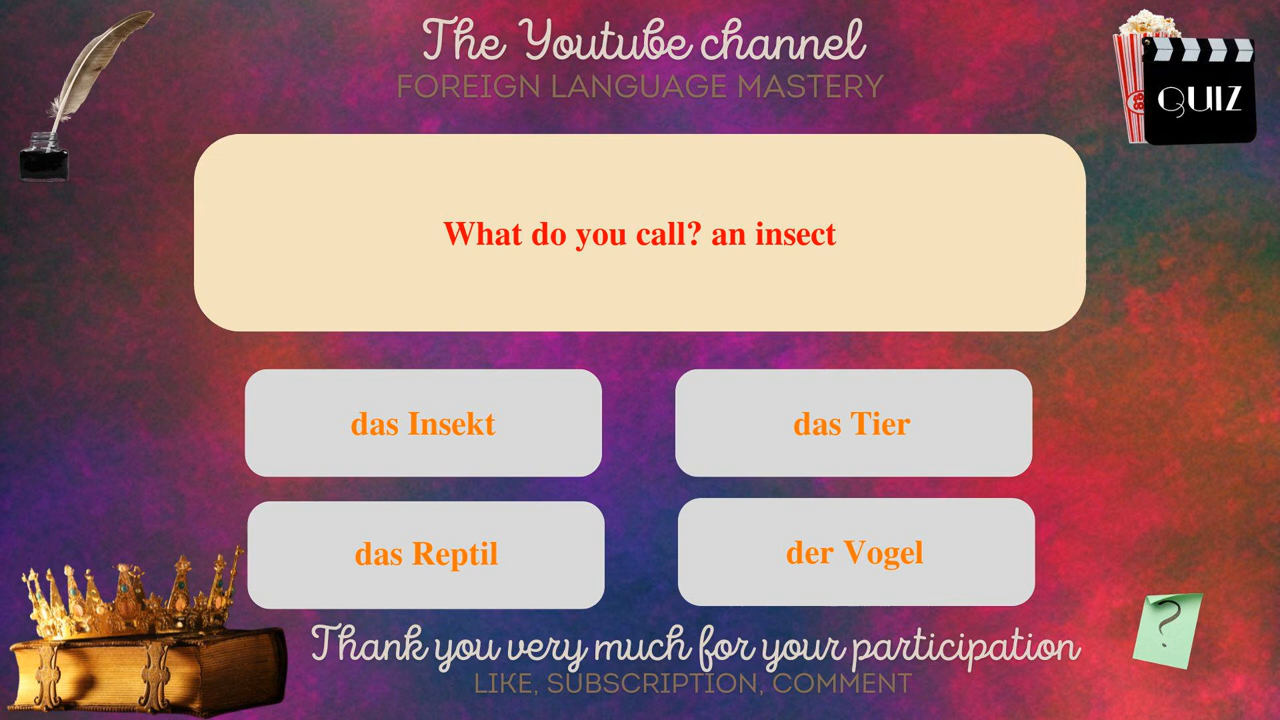 The Youtube channel
FOREIGN LANGUAGE MASTERY
QUIZ
What do you call? an insect
das Insekt
das Tier
das Reptil
der Vogel
?
Thank you very much for your participation
LIKE, SUBSCRIPTION, COMMENT